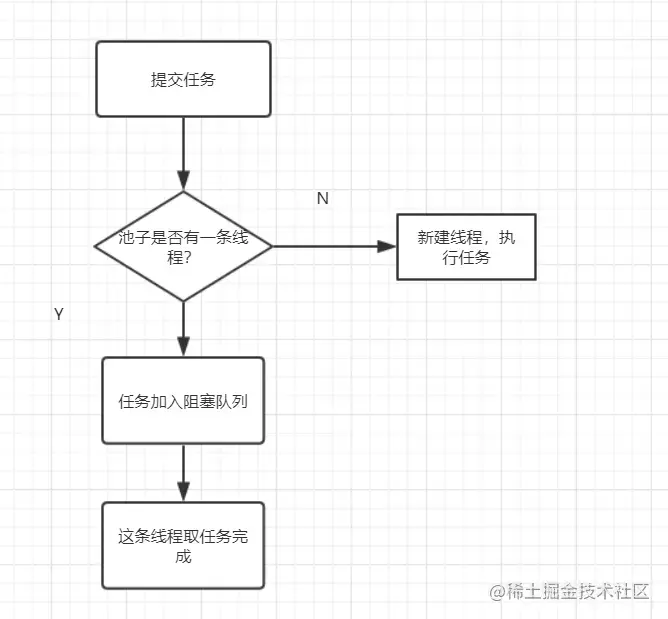 提交任务
N
池子是否有一条线
程?
新建线程，执
行任务
Y
任务加入阻塞队列
这条线程取任务完
成
@稀土掘金技术社区